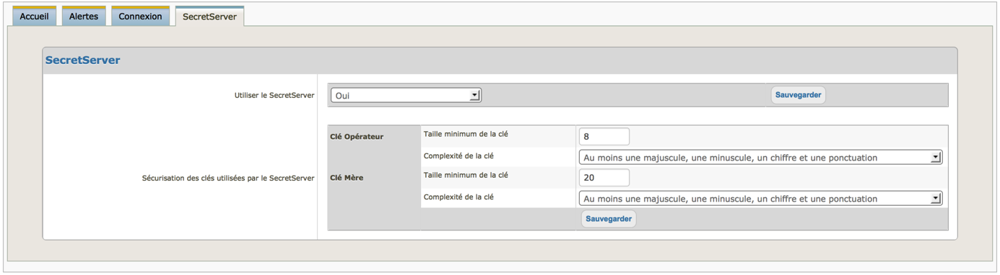 Accueil
Alertes
Connexion
SecretServer
SecretServer
Utiliser le SecretServer
Oui
Sauvegarder
Clé Opérateur
Taille minimum de la clé
8
Complexité de la clé
Au moins une majuscule, une minuscule, un chiffre et une ponctuation
Sécurisation des clés utilisées par le SecretServer
Clé Mère
Taille minimum de la clé
20
Complexité de la clé
Au moins une majuscule, une minuscule, un chiffre et une ponctuation
Sauvegarder